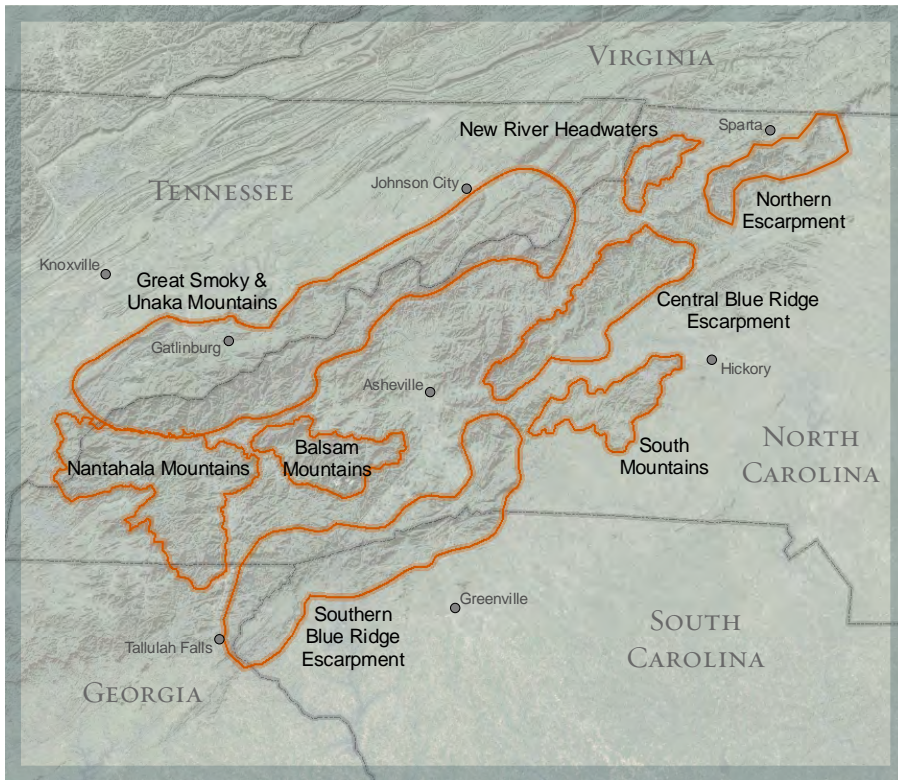 VIRGINIA
New River Headwaters
Sparta
Johnson City
TENNESSEE
Northern
Escarpment
Knoxville
Great Smoky &
Unaka Mountains
Central Blue Ridge
Escarpment
Gatlinburg
Hickory
Asheville
NORTH
CAROLINA
South
Mountains
Balsam
Mountains
Nantahala Mountains
Greenville
Southern
Blue Ridge
Escarpment
SOUTH
CAROLINA
Tallulah Falls
GEORGIA